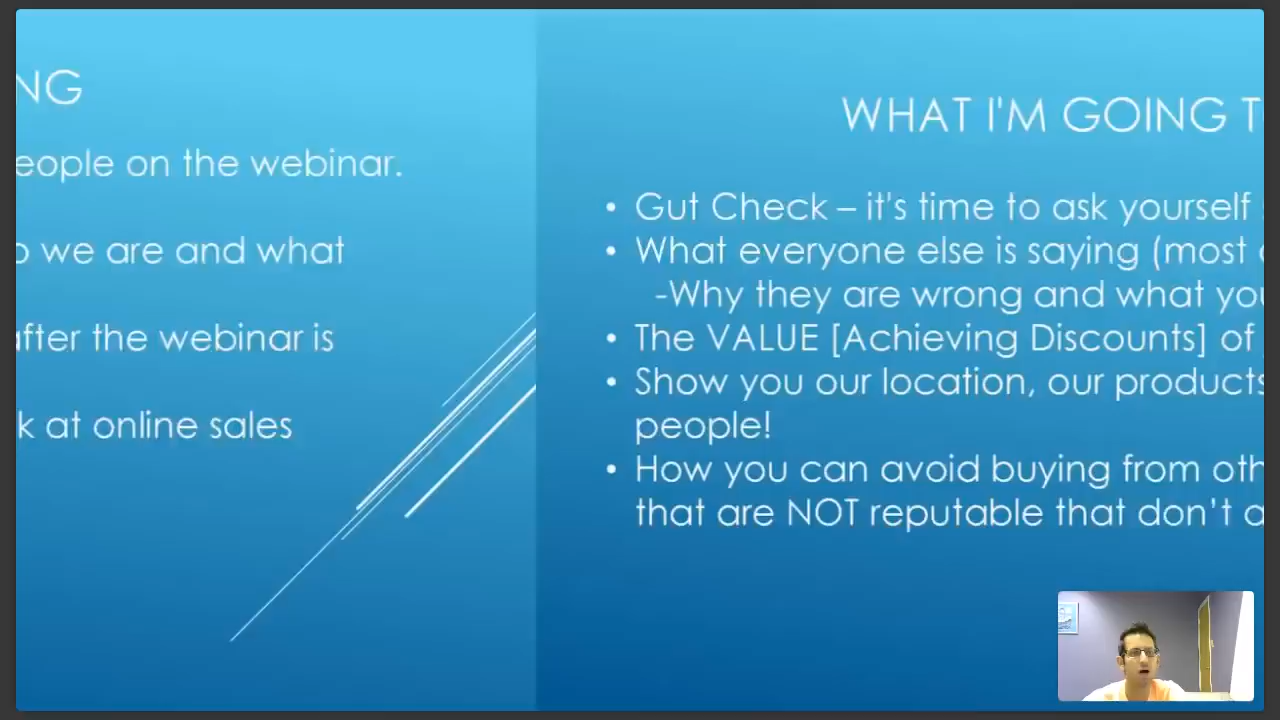 NG
eople on the webinar.
o we are and what
after the webinar is
k at online sales
WHAT I'M GOING TO
• Gut Check – it's time to ask yourself
• What everyone else is saying (most
-Why they are wrong and what you
• The VALUE [Achieving Discounts] of
• Show you our location, our products
people!
• How you can avoid buying from oth
that are NOT reputable that don't a